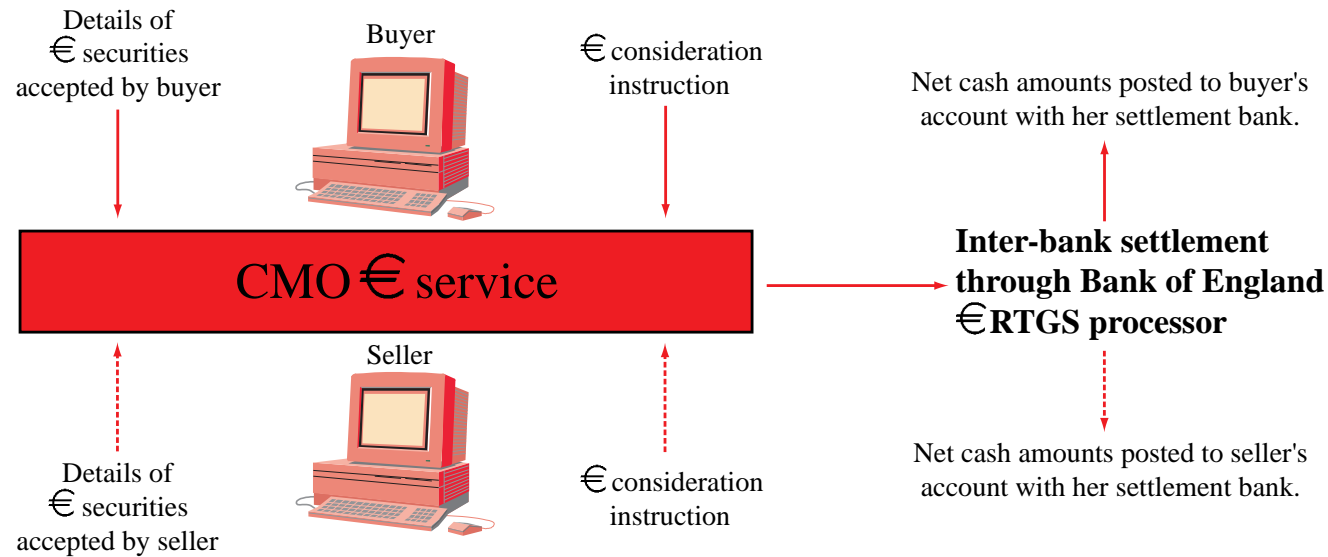 Details of
€ securities
accepted by buyer
Buyer
€ consideration
instruction
Net cash amounts posted to buyer's
account with her settlement bank.
CMO € service
Inter-bank settlement
through Bank of England
€ RTGS processor
Seller
Details of
€ securities
accepted by seller
€ consideration
instruction
Net cash amounts posted to seller's
account with her settlement bank.